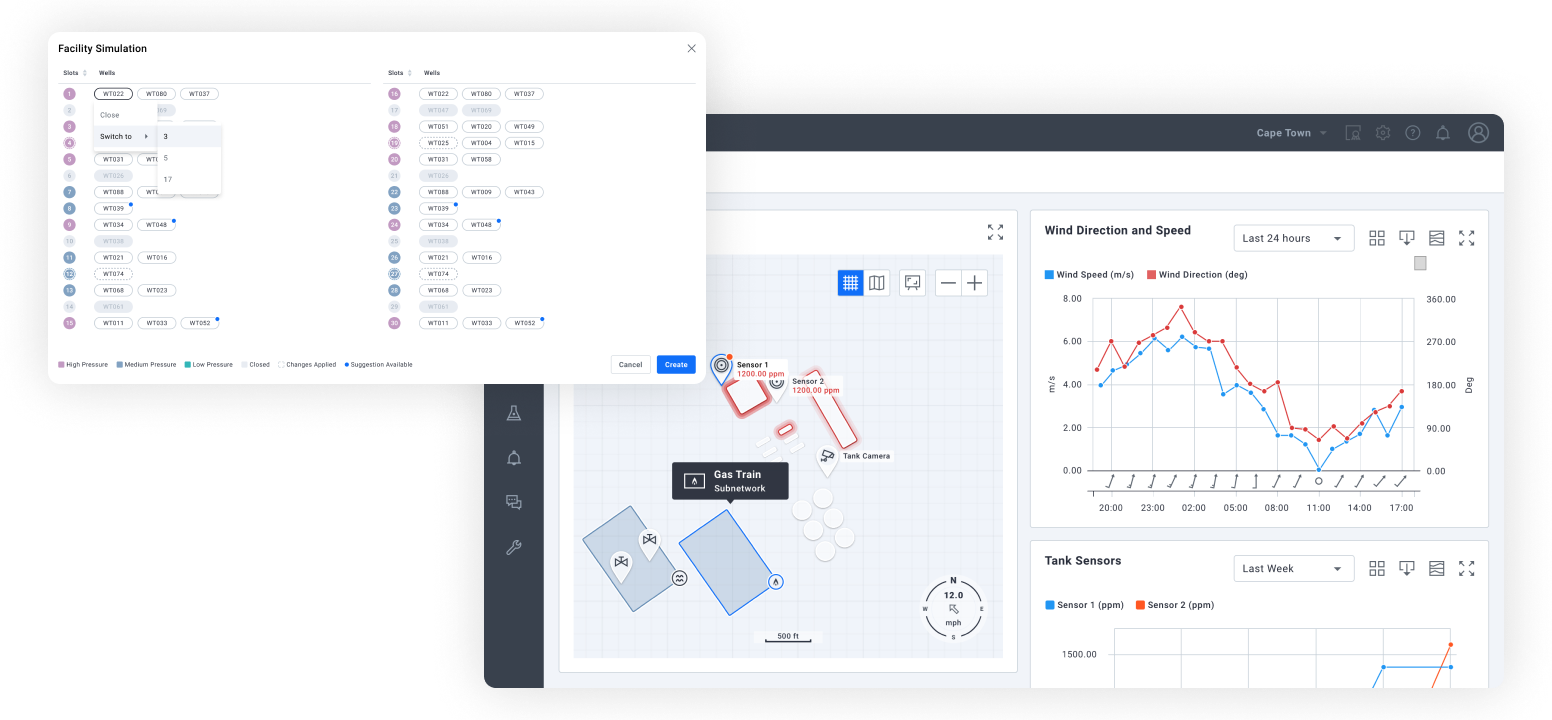 Facility Simulation
Slots Wells
1 WT022 WT080 WT037
2
Close
3
Switch to 3
4
5 WT031
5
6 WT026
17
7 WT088
8 WT039
9 WT034 WT048
10 WT038
11 WT021 WT016
12 WT074
13 WT068 WT023
14 WT061
15 WT011 WT033 WT052
Slots Wells
16 WT022 WT080 WT037
17 WT047 WT069
18 WT051 WT020 WT049
19 WT025 WT004 WT015
20 WT031 WT058
21 WT026
22 WT088 WT009 WT043
23 WT039
24 WT034 WT048
25 WT038
26 WT021 WT016
27 WT074
28 WT068 WT023
29 WT061
30 WT011 WT033 WT052
High Pressure Medium Pressure Low Pressure Closed Changes Applied Suggestion Available
Cancel Create
Cape Town
Sensor 1
1200.00 ppm
Sensor 2
1200.00 ppm
Tank Camera
Gas Train
Subnetwork
N
12.0
W E
mph
S
500 ft
Wind Direction and Speed
Last 24 hours
Wind Speed (m/s) Wind Direction (deg)
8.00 360.00
6.00 270.00
4.00 180.00
m/s Deg
2.00 90.00
0.00 0.00
20:00 23:00 02:00 05:00 08:00 11:00 14:00 17:00
Tank Sensors
Last Week
Sensor 1 (ppm) Sensor 2 (ppm)
1500.00